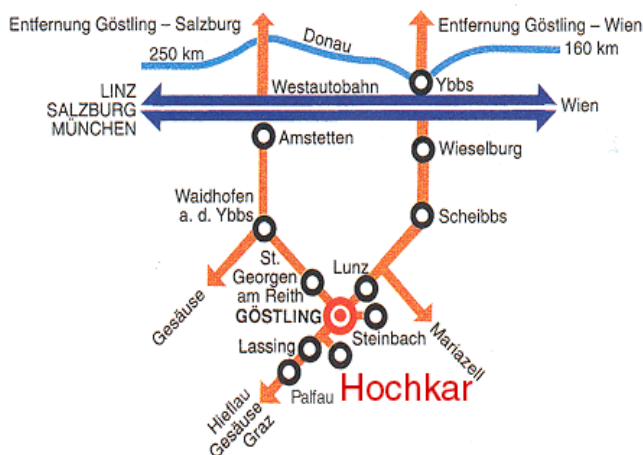 Entfernung Göstling – Salzburg
250 km
Donau
Entfernung Göstling – Wien
160 km
Ybbs
Westautobahn
LINZ
SALZBURG
MÜNCHEN
Wien
Amstetten
Wieselburg
Waidhofen
a. d. Ybbs
Scheibbs
St.
Georgen
am Reith
Lunz
GÖSTLING
Gesäuse
Steinbach
Mariazell
Lassing
Palfau
Hochkar
Hieflau
Gesäuse
Graz